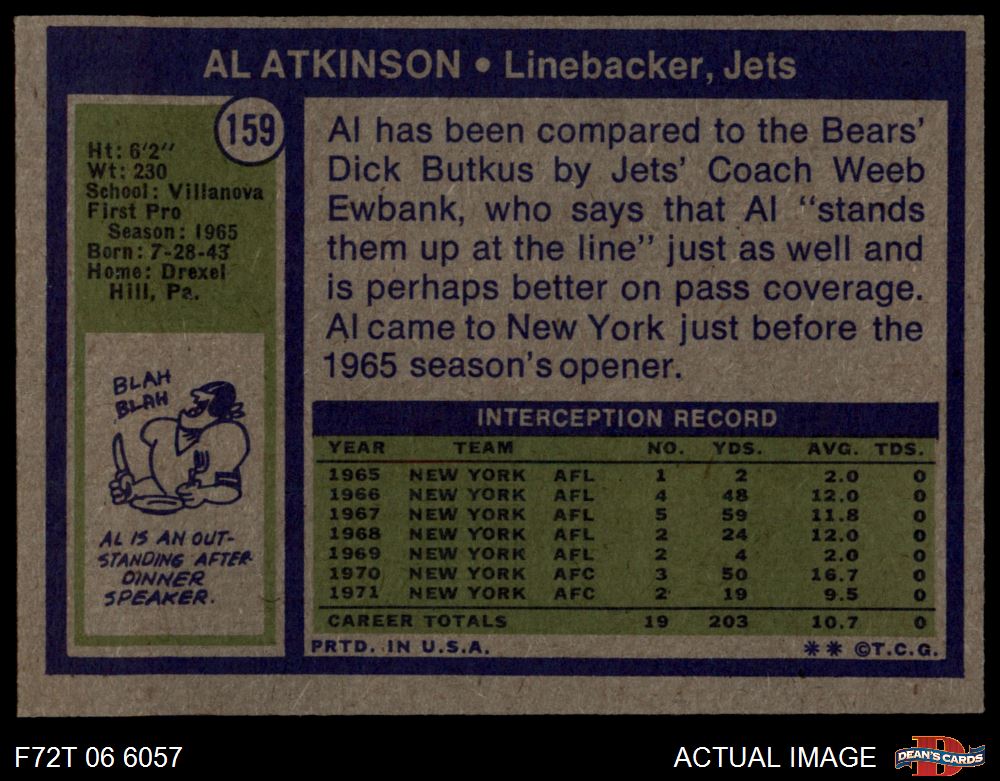 AL ATKINSON • Linebacker, Jets
159
Ht: 6'2"
Wt: 230
School: Villanova
First Pro
Season: 1965
Born: 7-28-43
Home: Drexel
Hill, Pa.
BLAH
BLAH
AL IS AN OUT-
STANDING AFTER
DINNER
SPEAKER.
Al has been compared to the Bears'
Dick Butkus by Jets' Coach Weeb
Ewbank, who says that Al "stands
them up at the line" just as well and
is perhaps better on pass coverage.
Al came to New York just before the
1965 season's opener.
INTERCEPTION RECORD
YEAR TEAM NO. YDS. AVG. TDS.
1965 NEW YORK AFL 1 2 2.0 0
1966 NEW YORK AFL 4 48 12.0 0
1967 NEW YORK AFL 5 59 11.8 0
1968 NEW YORK AFL 2 24 12.0 0
1969 NEW YORK AFL 2 4 2.0 0
1970 NEW YORK AFC 3 50 16.7 0
1971 NEW YORK AFC 2 19 9.5 0
CAREER TOTALS 19 203 10.7 0
PRTD. IN U.S.A. ** ©T.C.G.
F72T 06 6057
ACTUAL IMAGE
D
DEAN'S CARDS